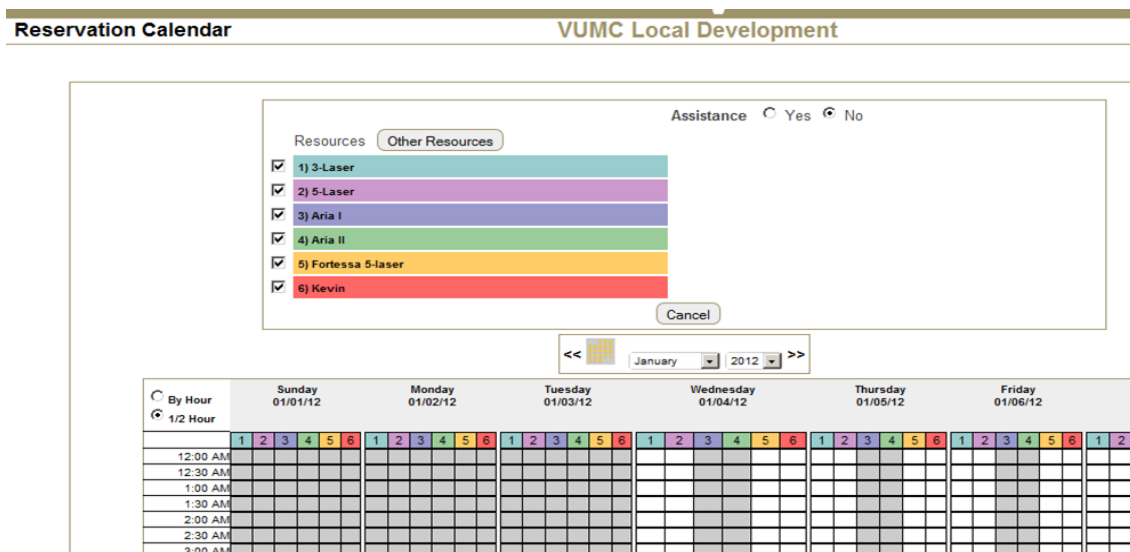 Reservation Calendar VUMC Local Development
Assistance Yes No
Resources Other Resources
1) 3-Laser
2) 5-Laser
3) Aria I
4) Aria II
5) Fortessa 5-laser
6) Kevin
Cancel
<< January 2012 >>
By Hour
1/2 Hour
Sunday Monday Tuesday Wednesday Thursday Friday
01/01/12 01/02/12 01/03/12 01/04/12 01/05/12 01/06/12
1 2 3 4 5 6 1 2 3 4 5 6 1 2 3 4 5 6 1 2 3 4 5 6 1 2 3 4 5 6 1 2 3 4 5 6 1 2
12:00 AM
12:30 AM
1:00 AM
1:30 AM
2:00 AM
2:30 AM
3:00 AM